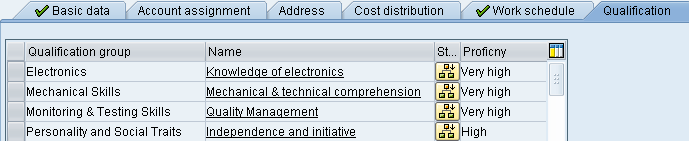 Basic data Account assignment Address Cost distribution Work schedule Qualification
Qualification group Name St... Proficny
Electronics Knowledge of electronics Very high
Mechanical Skills Mechanical & technical comprehension Very high
Monitoring & Testing Skills Quality Management Very high
Personality and Social Traits Independence and initiative High